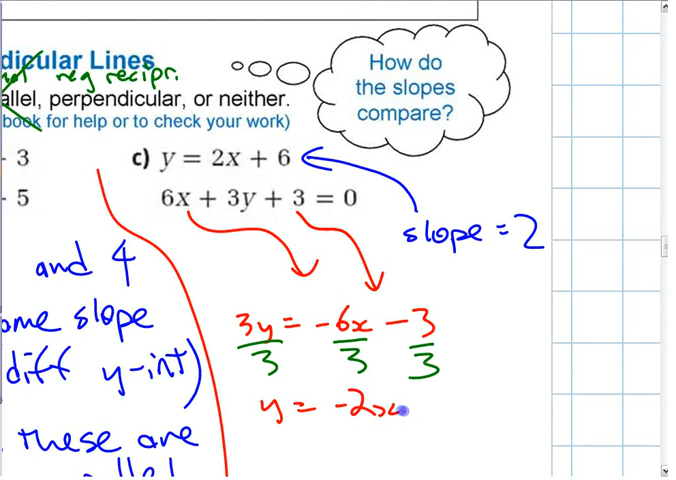 dicular Lines
not neg recipr.
allel, perpendicular, or neither.
book for help or to check your work)
How do
the slopes
compare?
- 3
- 5
c) y = 2x + 6
6x + 3y + 3 = 0
slope = 2
and 4
ome slope
diff y-int)
these are
allel
3y = -6x - 3
3 3 3
y = -2x